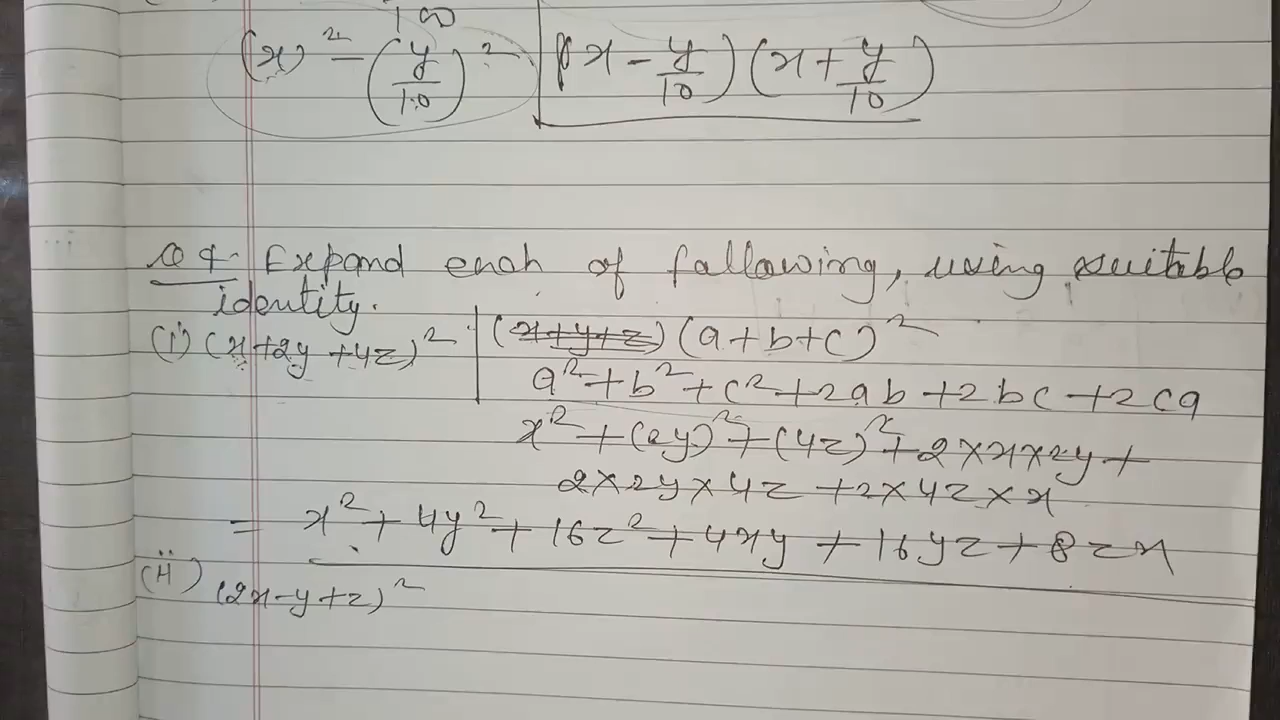 100
(x)² - (y/10)² (x - y/10)(x + y/10)
Q 4. Expand each of fallowing, using suitable
identity.
(i) (x+2y+4z)² (x+y+z) (a+b+c)²
a²+b²+c²+2ab+2bc+2ca
x²+(2y)²+(4z)²+2×x×2y+
2×2y×4z+2×4z×x
= x²+4y²+16z²+4xy+16yz+8zx
(ii) (2x-y+z)²